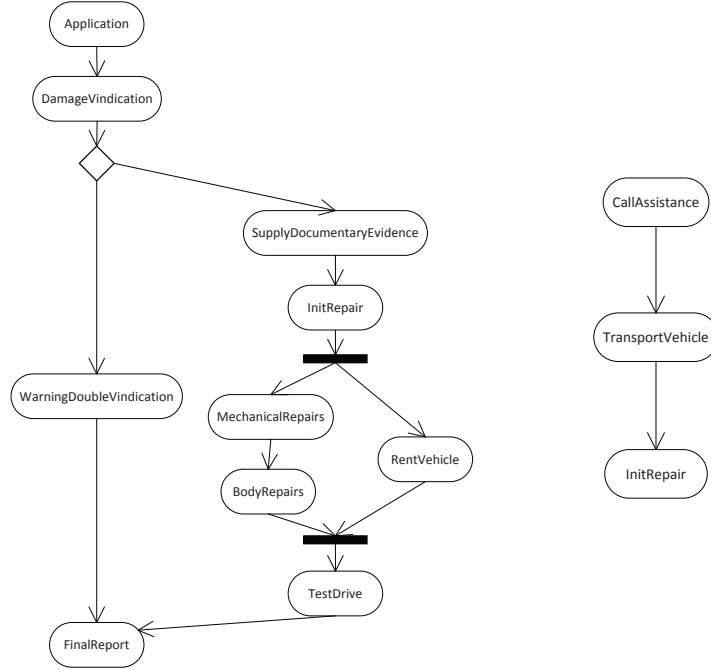 Application
DamageVindication
SupplyDocumentaryEvidence
InitRepair
WarningDoubleVindication
MechanicalRepairs
RentVehicle
BodyRepairs
TestDrive
FinalReport
CallAssistance
TransportVehicle
InitRepair